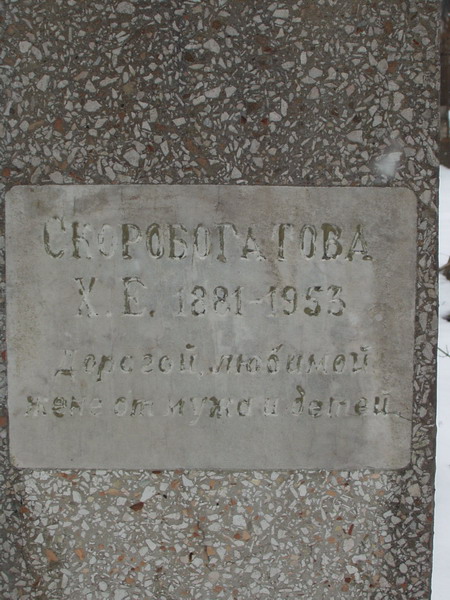 СКОРОБОГАТОВА
Х. Е. 1881-1953
Дорогой, любимой
жене от мужа и детей